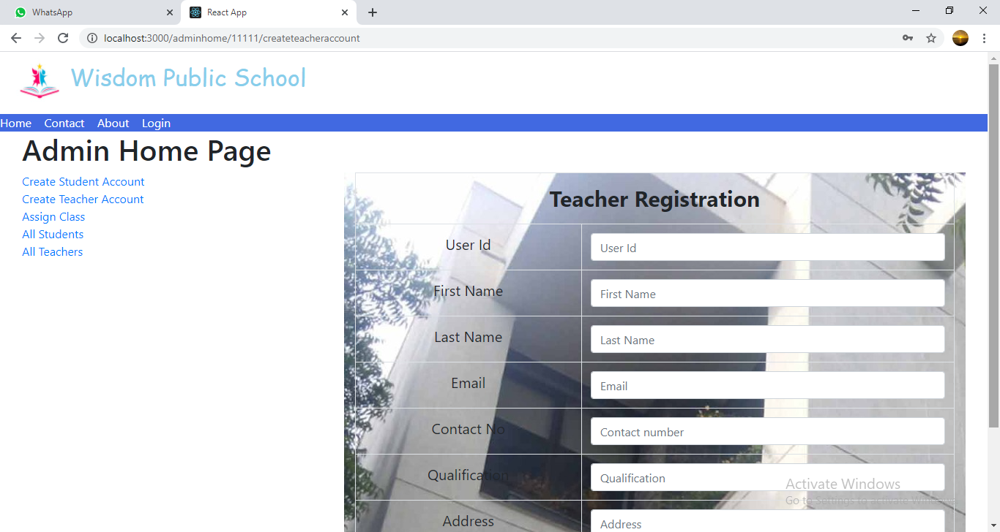 WhatsApp
React App
localhost:3000/adminhome/11111/createteacheraccount
Wisdom Public School
Home Contact About Login
Admin Home Page
Create Student Account
Create Teacher Account
Assign Class
All Students
All Teachers
Teacher Registration
User Id User Id
First Name First Name
Last Name Last Name
Email Email
Contact No Contact number
Qualification Qualification
Activate Windows
Go to Settings to activate Windows.
Address Address